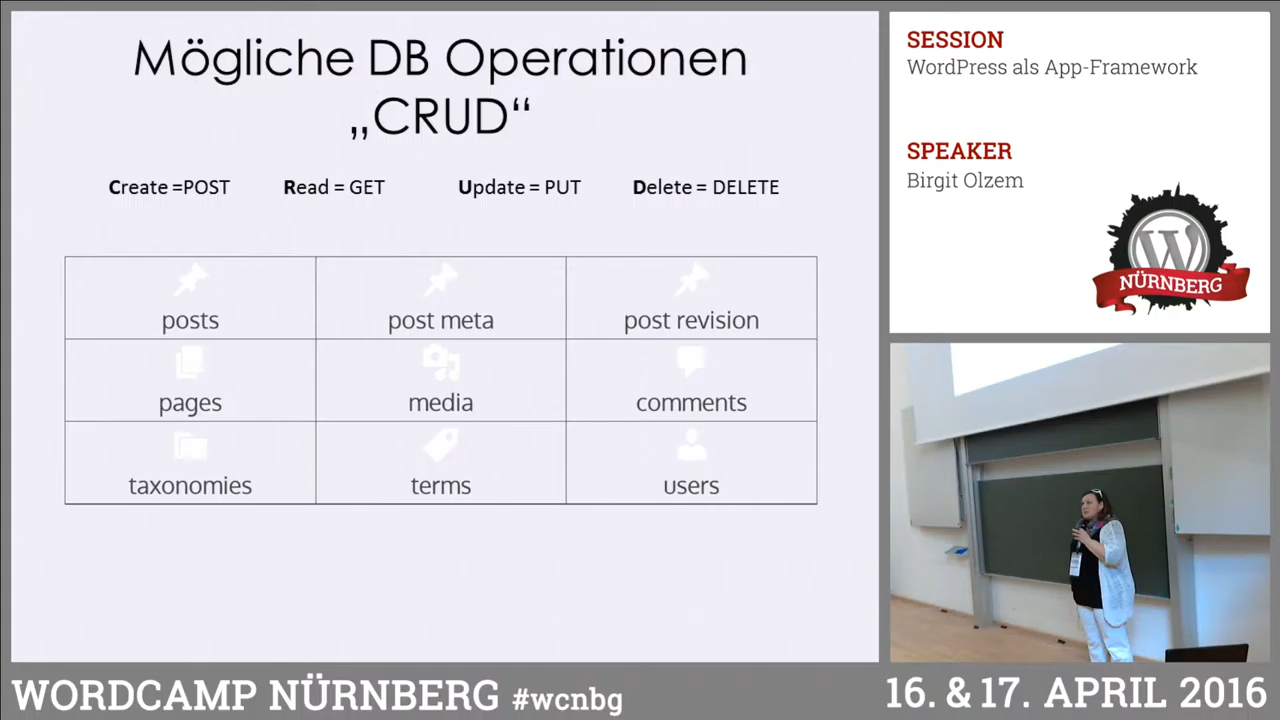 Mögliche DB Operationen
„CRUD“
Create =POST Read = GET Update = PUT Delete = DELETE
posts post meta post revision
pages media comments
taxonomies terms users
SESSION
WordPress als App-Framework
SPEAKER
Birgit Olzem
W
NÜRNBERG
WORDCAMP NÜRNBERG #wcnbg
16. & 17. APRIL 2016